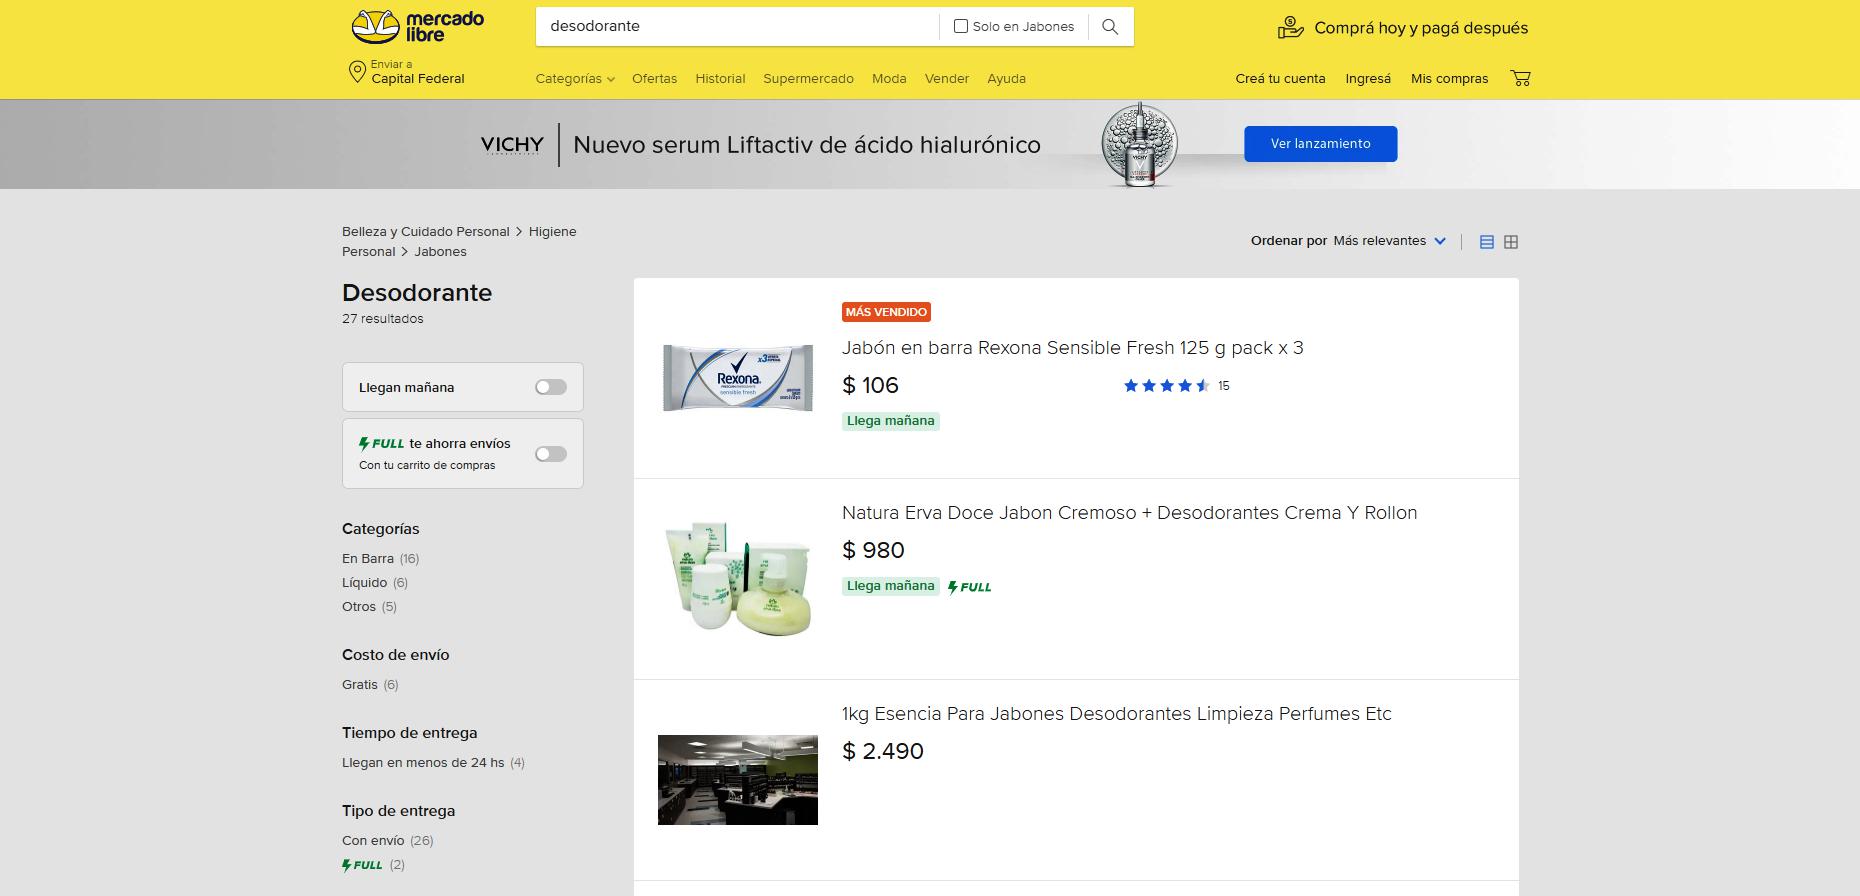 mercado
libre
desodorante
Solo en Jabones
Comprá hoy y pagá después
Enviar a
Capital Federal
Categorías
Ofertas
Historial
Supermercado
Moda
Vender
Ayuda
Creá tu cuenta
Ingresá
Mis compras
VICHY
Nuevo serum Liftactiv de ácido hialurónico
Ver lanzamiento
Belleza y Cuidado Personal > Higiene
Personal > Jabones
Ordenar por Más relevantes
Desodorante
27 resultados
Llegan mañana
FULL te ahorra envíos
Con tu carrito de compras
Categorías
En Barra (16)
Líquido (6)
Otros (5)
Costo de envío
Gratis (6)
Tiempo de entrega
Llegan en menos de 24 hs (4)
Tipo de entrega
Con envío (26)
FULL (2)
MÁS VENDIDO
Jabón en barra Rexona Sensible Fresh 125 g pack x 3
$ 106
15
Llega mañana
x3
Rexona
sensible fresh
Natura Erva Doce Jabon Cremoso + Desodorantes Crema Y Rollon
$ 980
Llega mañana FULL
1kg Esencia Para Jabones Desodorantes Limpieza Perfumes Etc
$ 2.490